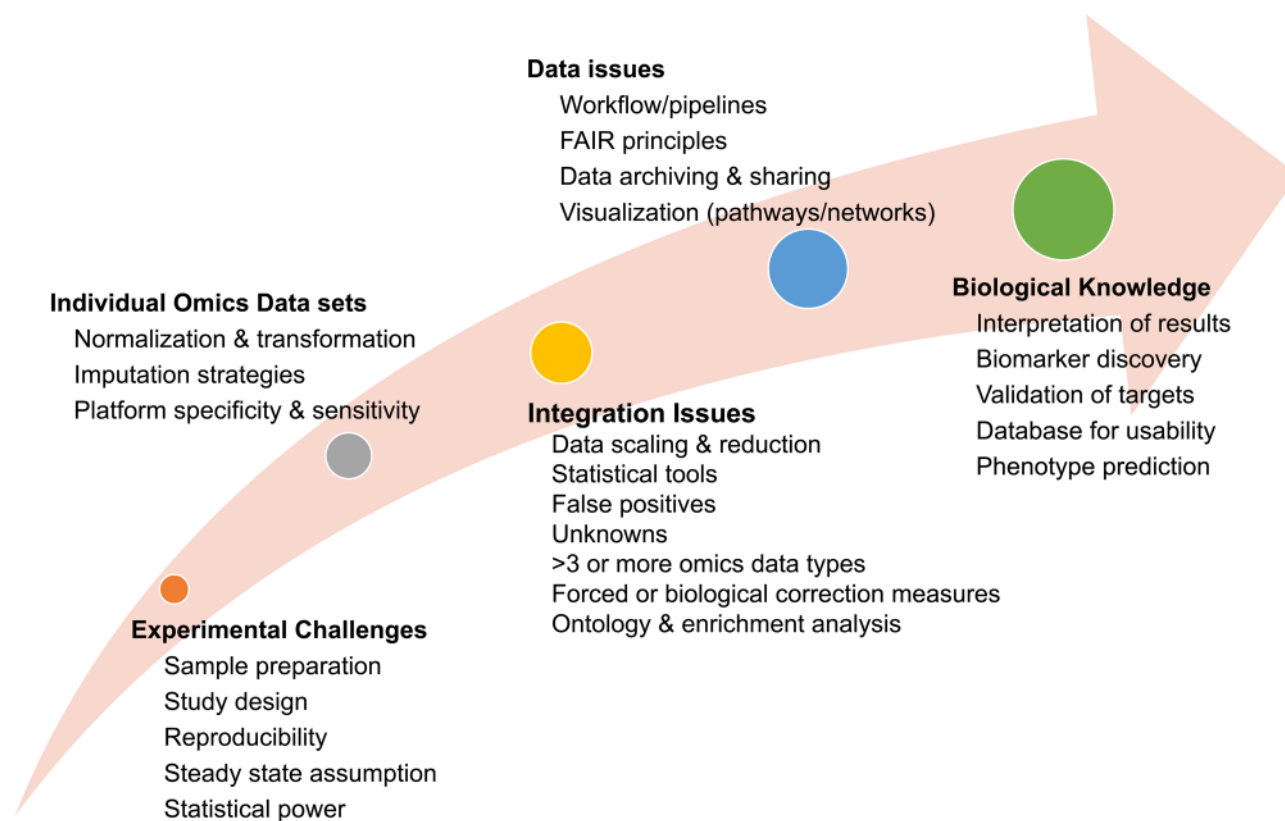 Data issues
Workflow/pipelines
FAIR principles
Data archiving & sharing
Visualization (pathways/networks)
Individual Omics Data sets
Normalization & transformation
Imputation strategies
Platform specificity & sensitivity
Biological Knowledge
Interpretation of results
Biomarker discovery
Validation of targets
Database for usability
Phenotype prediction
Integration Issues
Data scaling & reduction
Statistical tools
False positives
Unknowns
>3 or more omics data types
Forced or biological correction measures
Ontology & enrichment analysis
Experimental Challenges
Sample preparation
Study design
Reproducibility
Steady state assumption
Statistical power